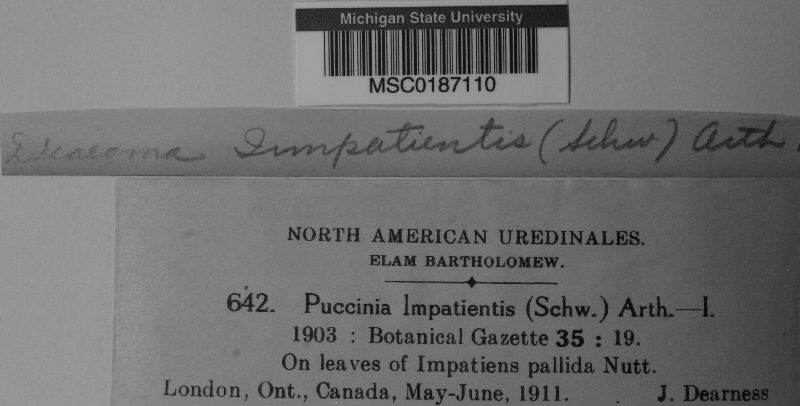 Michigan State University
MSC0187110
Dicaeoma Impatientis (Schw) Arth.
NORTH AMERICAN UREDINALES.
ELAM BARTHOLOMEW.
642. Puccinia Impatientis (Schw.) Arth.—I.
1903 : Botanical Gazette 35 : 19.
On leaves of Impatiens pallida Nutt.
London, Ont., Canada, May-June, 1911. J. Dearness